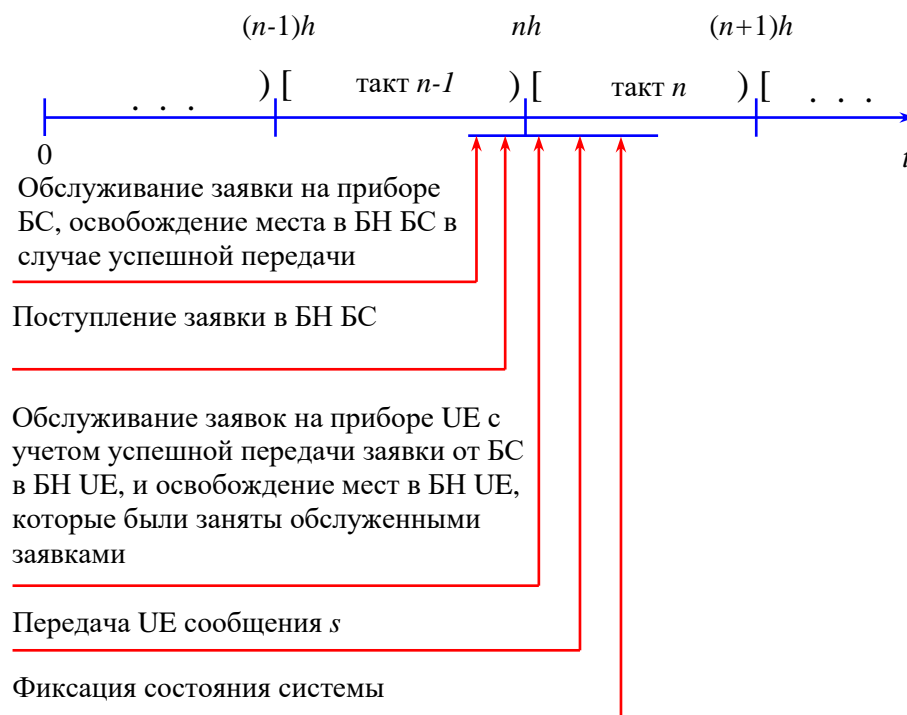 (n-1)h nh (n+1)h
. . . ) [ такт n-1 ) [ такт n ) [ . . .
0 t
Обслуживание заявки на приборе
БС, освобождение места в БН БС в
случае успешной передачи
Поступление заявки в БН БС
Обслуживание заявок на приборе UE с
учетом успешной передачи заявки от БС
в БН UE, и освобождение мест в БН UE,
которые были заняты обслуженными
заявками
Передача UE сообщения s
Фиксация состояния системы